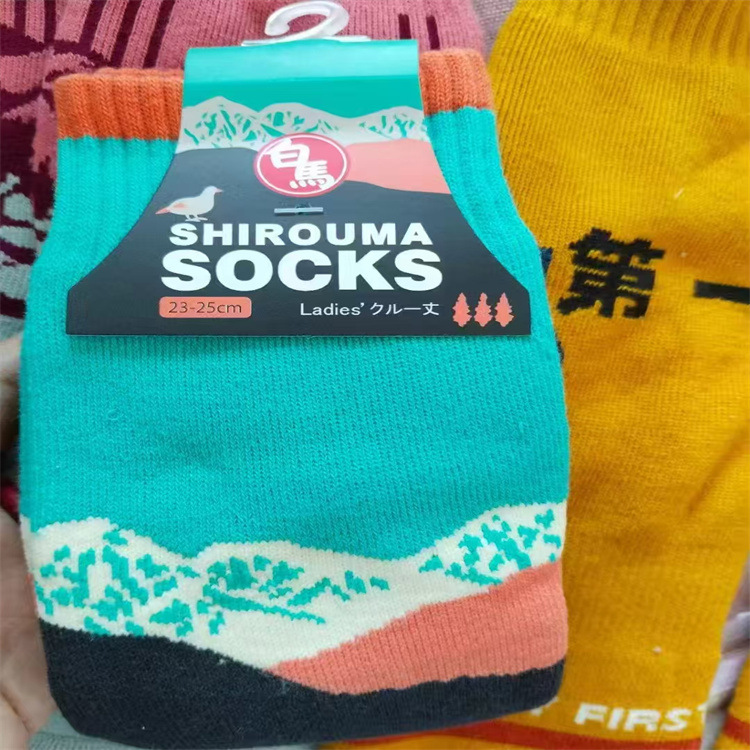 白馬
SHIROUMA
SOCKS
23-25cm
Ladies' クルー丈
第一
FIRST